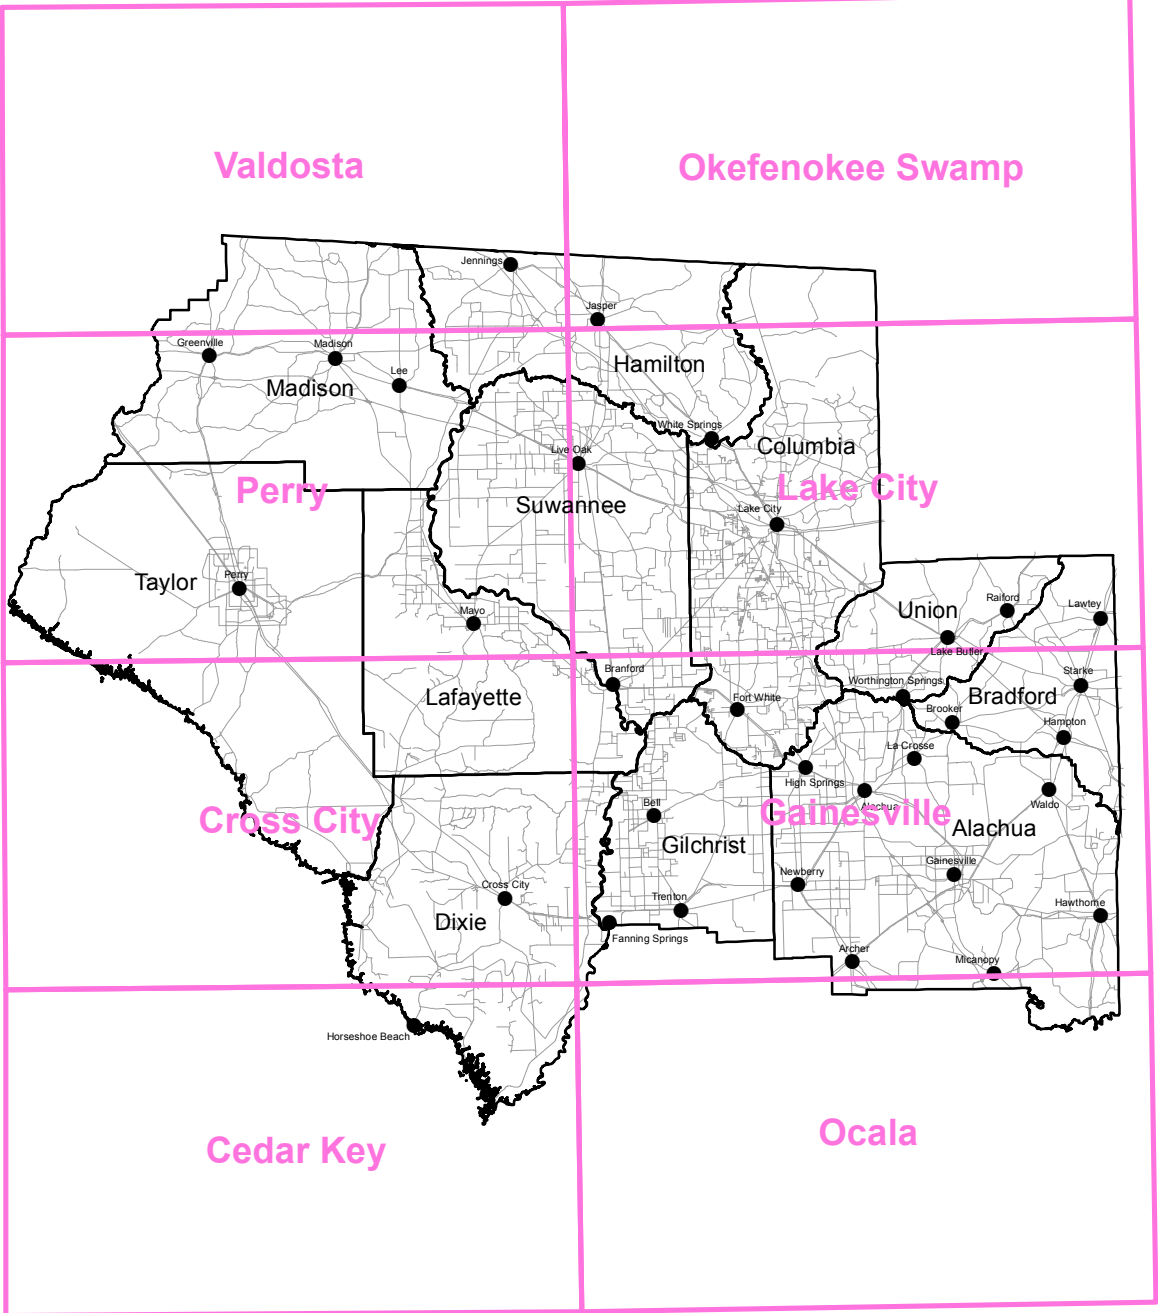 Valdosta
Okefenokee Swamp
Jennings
Jasper
Greenville
Madison
Lee
Madison
Hamilton
White Springs
Columbia
Live Oak
Perry
Lake City
Suwannee
Lake City
Taylor
Perry
Mayo
Union
Raiford
Lawtey
Lake Butler
Branford
Lafayette
Fort White
Worthington Springs
Starke
Bradford
Brooker
Hampton
La Crosse
High Springs
Alachua
Waldo
Cross City
Bell
Gainesville
Alachua
Gilchrist
Gainesville
Newberry
Cross City
Trenton
Hawthorne
Dixie
Fanning Springs
Archer
Micanopy
Horseshoe Beach
Cedar Key
Ocala